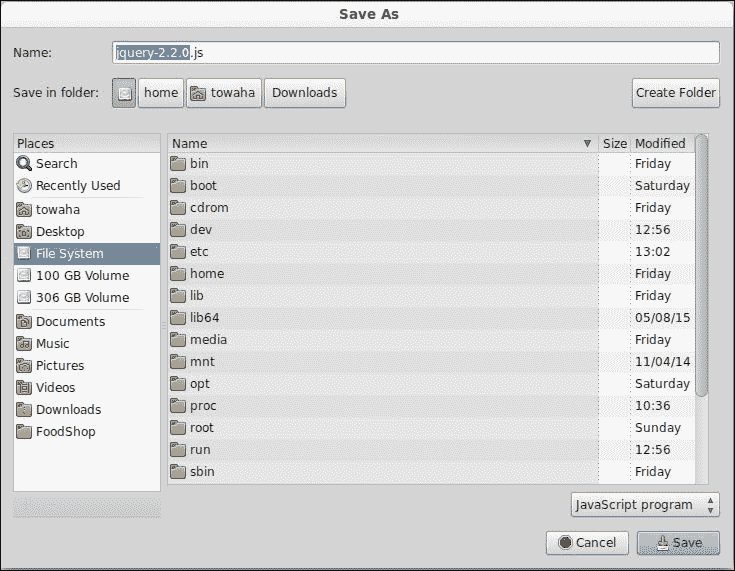 Save As
Name: jquery-2.2.0.js
Save in folder: home towaha Downloads Create Folder
Places
Search
Recently Used
towaha
Desktop
File System
100 GB Volume
306 GB Volume
Documents
Music
Pictures
Videos
Downloads
FoodShop
Name Size Modified
bin Friday
boot Saturday
cdrom Friday
dev 12:56
etc 13:02
home Friday
lib Friday
lib64 05/08/15
media Friday
mnt 11/04/14
opt Saturday
proc 10:36
root Sunday
run 12:56
sbin Friday
JavaScript program
Cancel Save